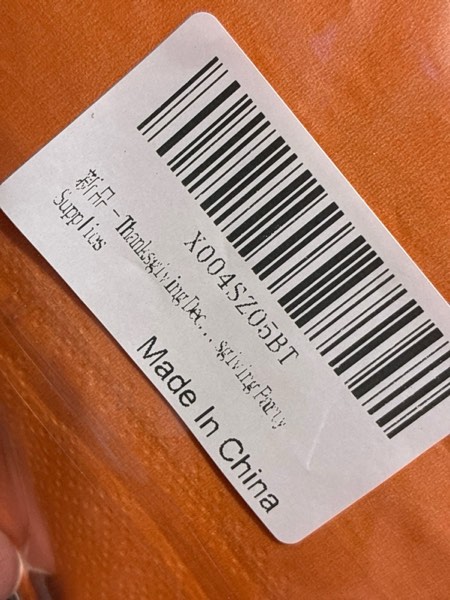 X004SZ05BT
新品 - Thanksgiving Dec... sgiving Party
Supplies
Made In China